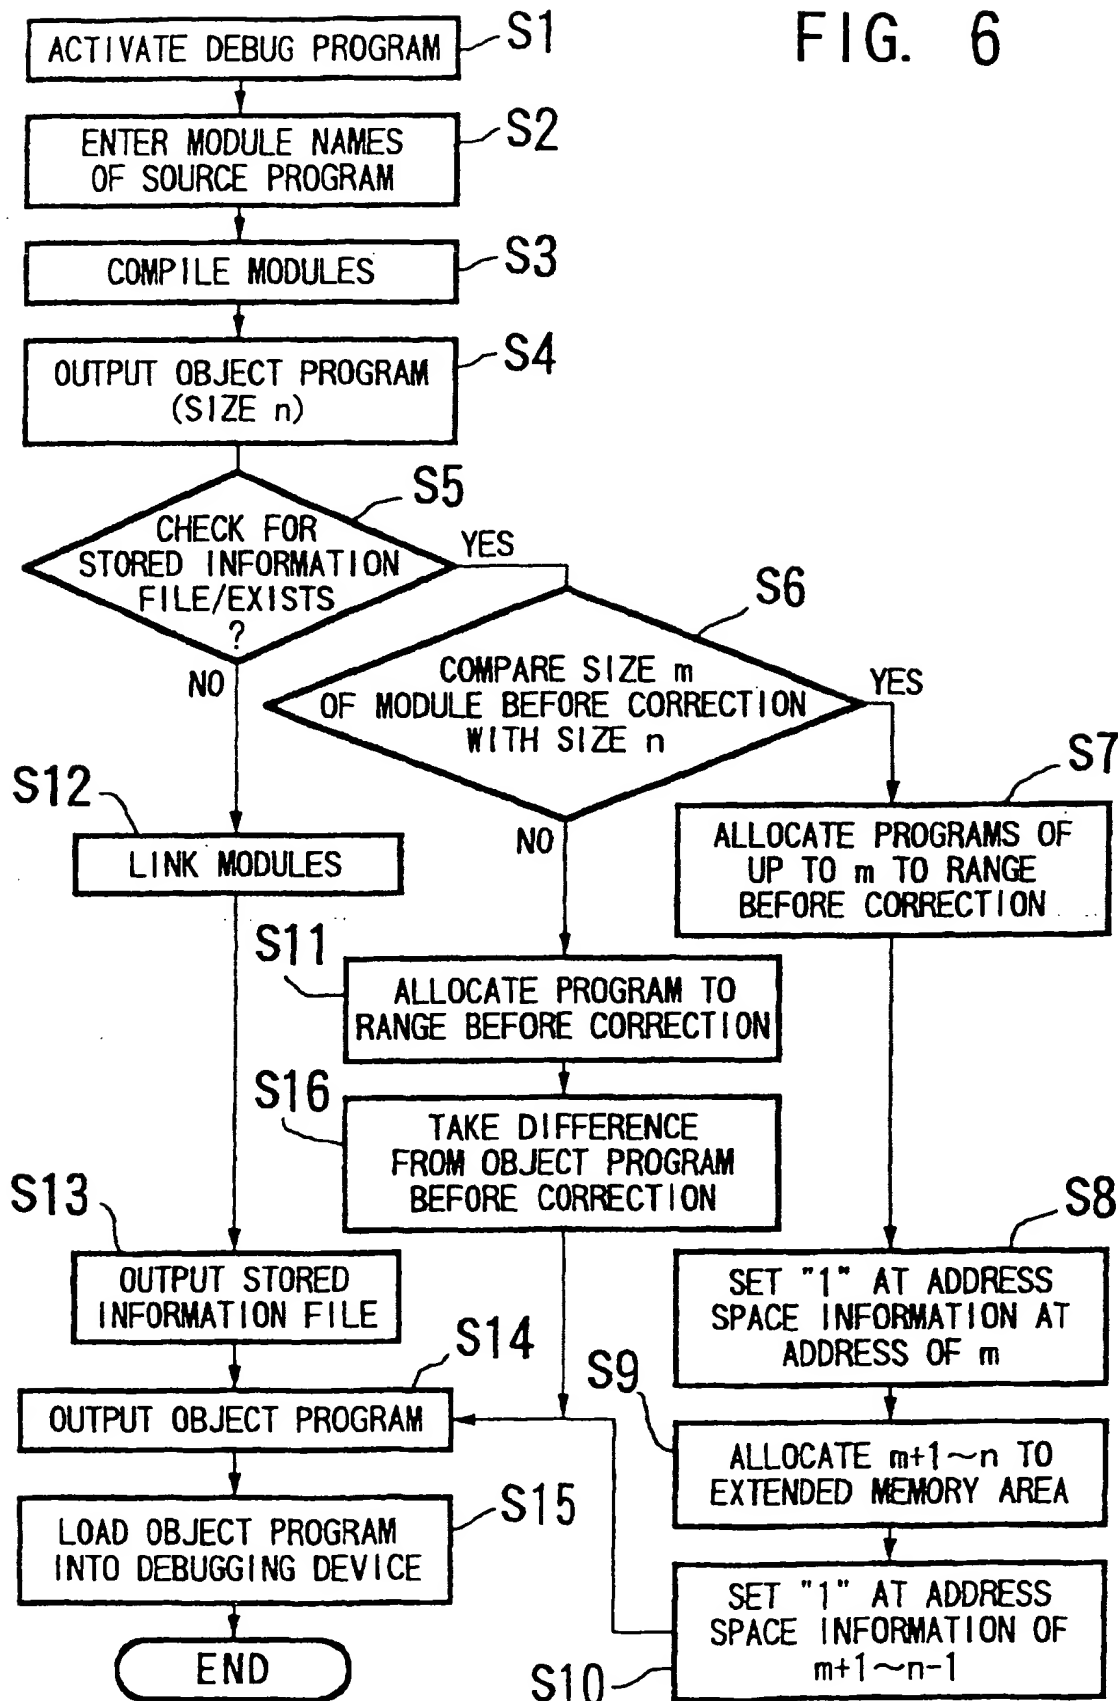 FIG. 6
ACTIVATE DEBUG PROGRAM
S1
ENTER MODULE NAMES
OF SOURCE PROGRAM
S2
COMPILE MODULES
S3
OUTPUT OBJECT PROGRAM
(SIZE n)
S4
CHECK FOR
STORED INFORMATION
FILE/EXISTS
?
S5
YES
NO
COMPARE SIZE m
OF MODULE BEFORE CORRECTION
WITH SIZE n
S6
YES
NO
S7
ALLOCATE PROGRAMS OF
UP TO m TO RANGE
BEFORE CORRECTION
S12
LINK MODULES
S11
ALLOCATE PROGRAM TO
RANGE BEFORE CORRECTION
S16
TAKE DIFFERENCE
FROM OBJECT PROGRAM
BEFORE CORRECTION
S13
OUTPUT STORED
INFORMATION FILE
S8
SET "1" AT ADDRESS
SPACE INFORMATION AT
ADDRESS OF m
S14
OUTPUT OBJECT PROGRAM
S9
ALLOCATE m+1~n TO
EXTENDED MEMORY AREA
S15
LOAD OBJECT PROGRAM
INTO DEBUGGING DEVICE
SET "1" AT ADDRESS
SPACE INFORMATION OF
m+1~n-1
S10
END